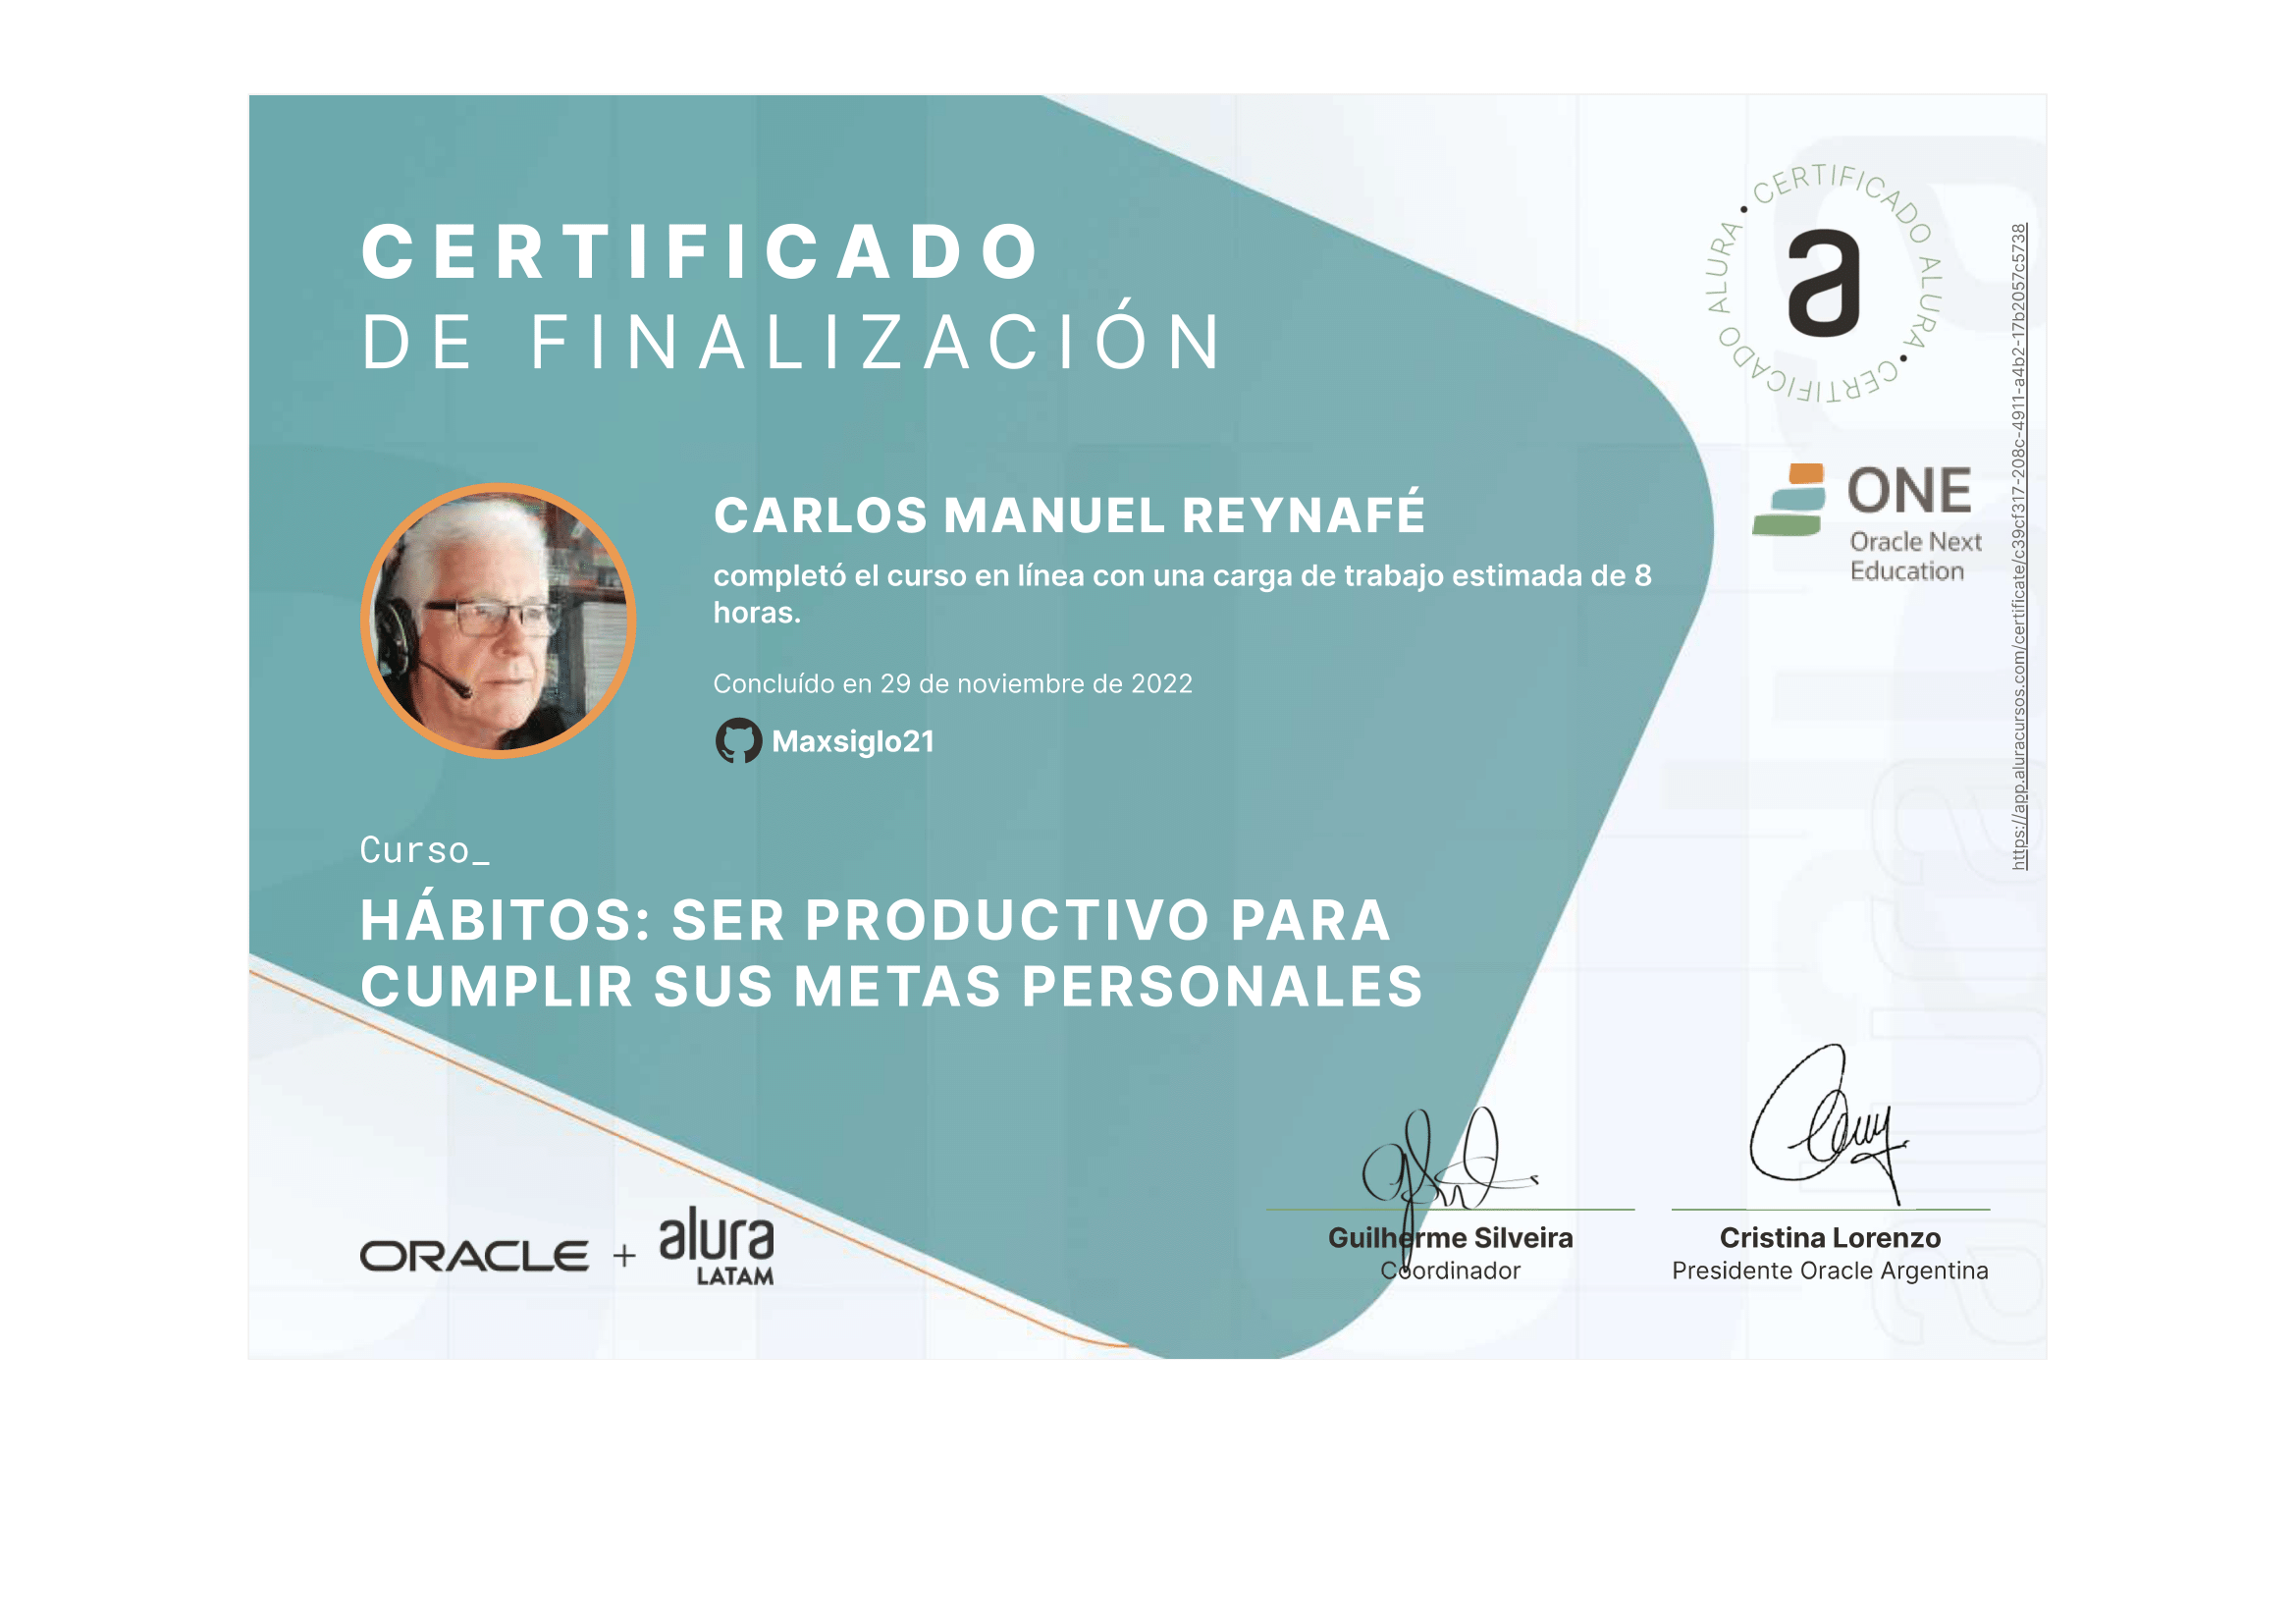 CERTIFICADO
DE FINALIZACIÓN
CERTIFICADO ALURA • CERTIFICADO ALURA •
a
ONE
Oracle Next
Education
https://app.aluracursos.com/certificate/c39cf317-208c-4911-a4b2-17b2057c5738
CARLOS MANUEL REYNAFÉ
completó el curso en línea con una carga de trabajo estimada de 8
horas.
Concluído en 29 de noviembre de 2022
Maxsiglo21
Curso_
HÁBITOS: SER PRODUCTIVO PARA
CUMPLIR SUS METAS PERSONALES
ORACLE + alura
LATAM
Guilherme Silveira
Coordinador
Cristina Lorenzo
Presidente Oracle Argentina
alura